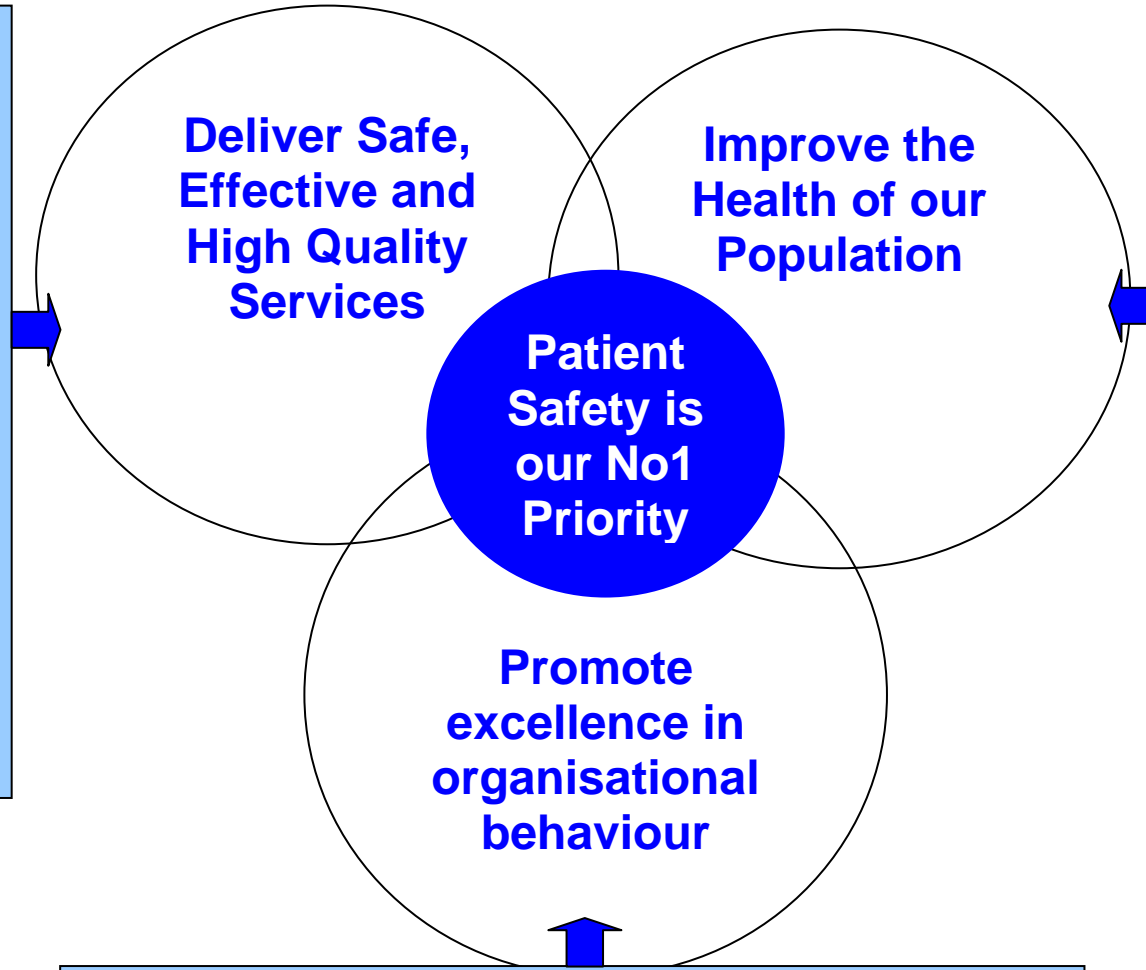 Deliver Safe,
Effective and
High Quality
Services
Improve the
Health of our
Population
Patient
Safety is
our No1
Priority
Promote
excellence in
organisational
behaviour